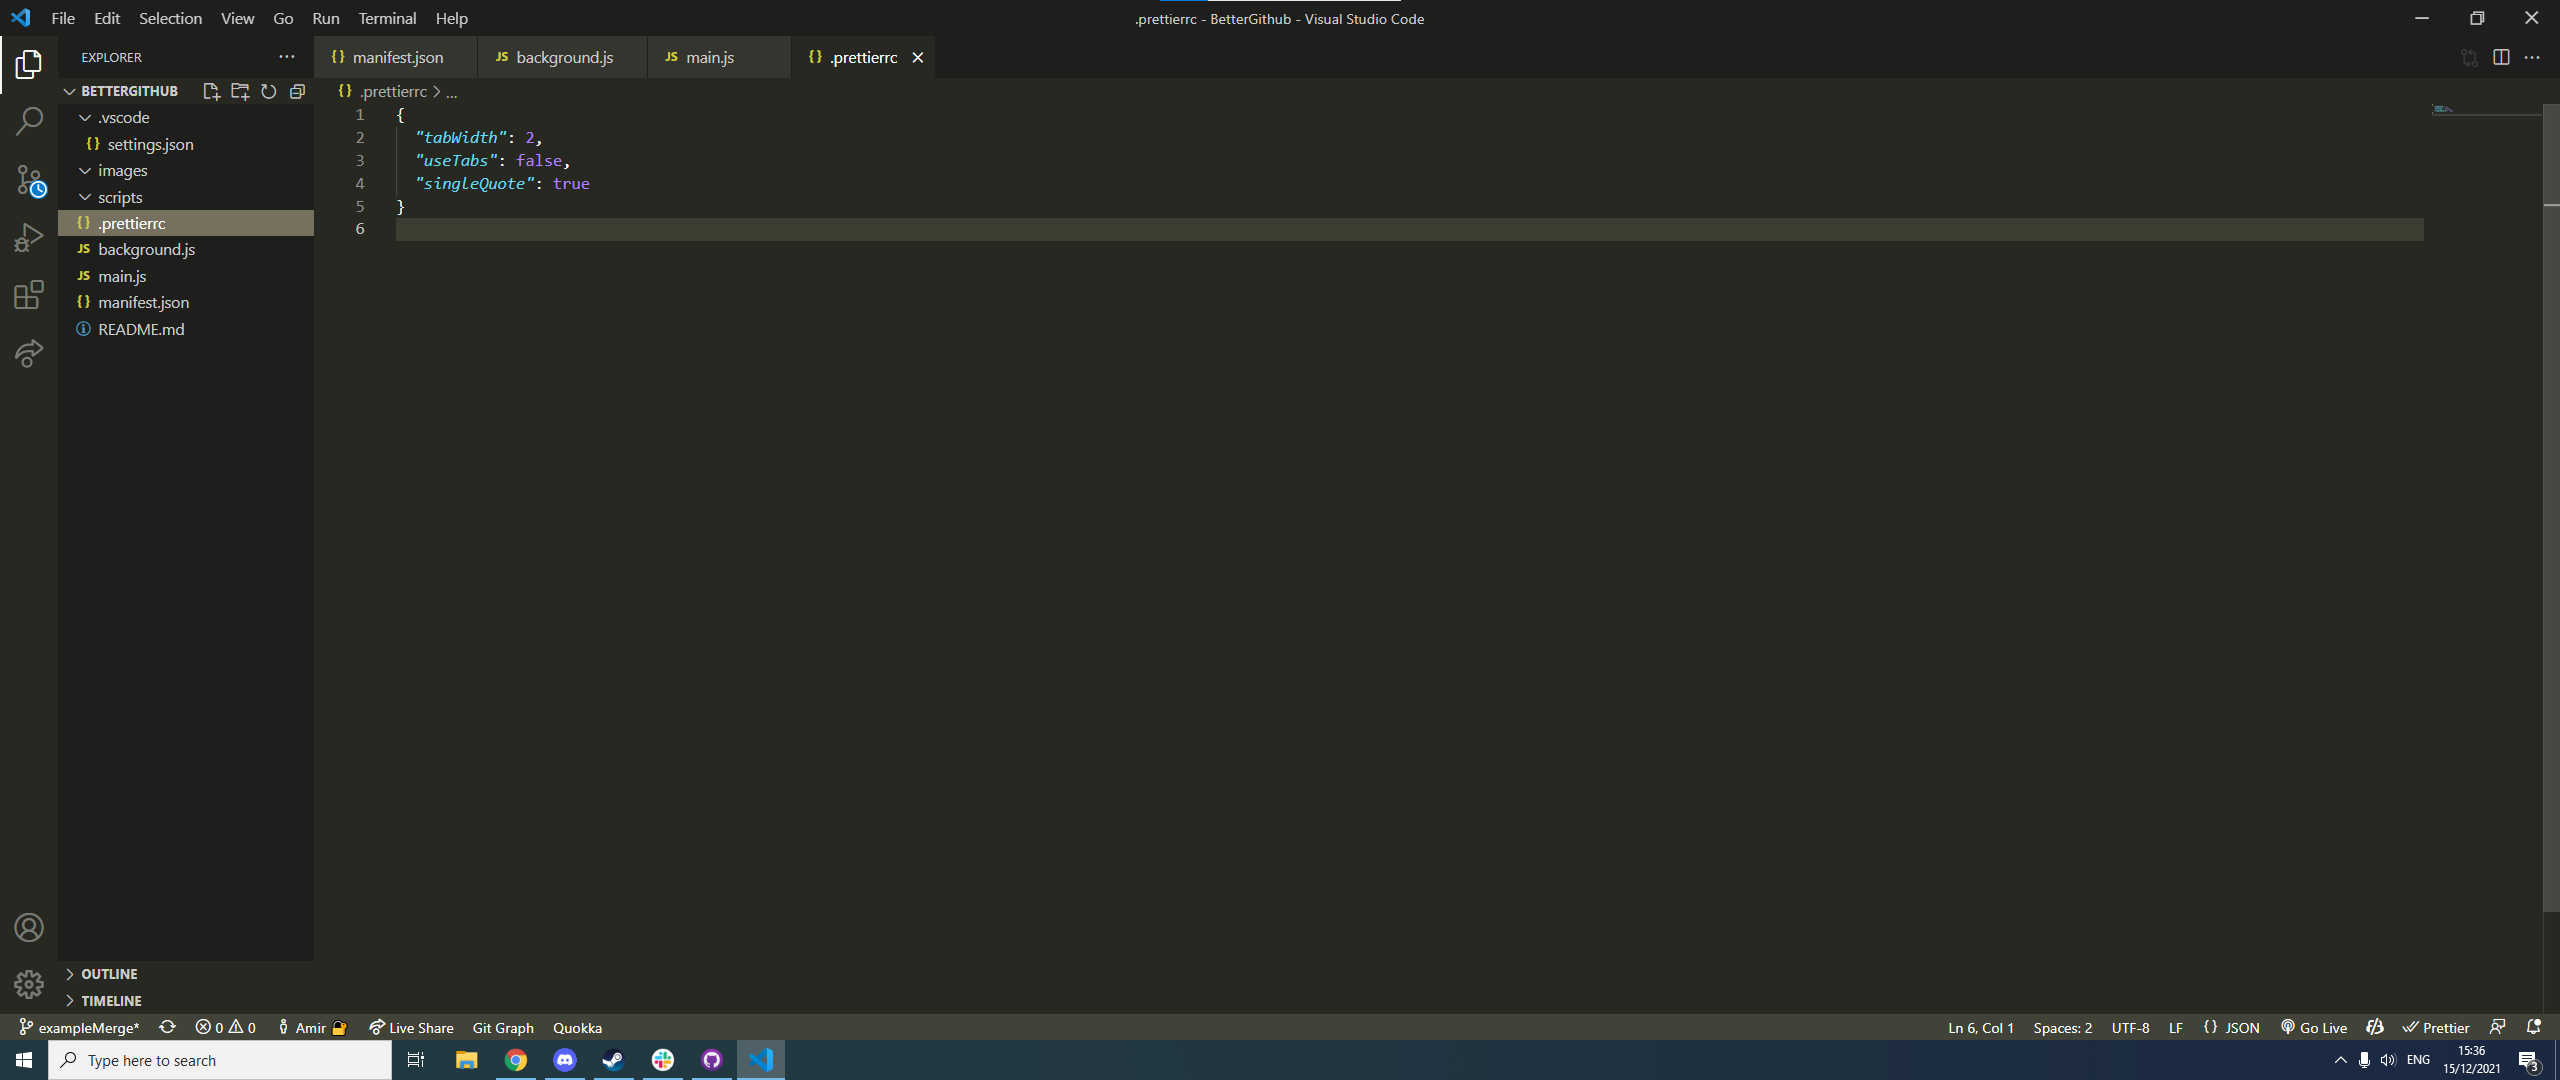 File Edit Selection View Go Run Terminal Help
.prettierrc - BetterGithub - Visual Studio Code
EXPLORER
manifest.json
background.js
main.js
.prettierrc
BETTERGITHUB
.vscode
settings.json
images
scripts
.prettierrc
background.js
main.js
manifest.json
README.md
.prettierrc > ...
1 {
2 "tabWidth": 2,
3 "useTabs": false,
4 "singleQuote": true
5 }
6
OUTLINE
TIMELINE
exampleMerge* 0 0 Amir Live Share Git Graph Quokka
Ln 6, Col 1 Spaces: 2 UTF-8 LF {} JSON Go Live Prettier
Type here to search
ENG
15:36
15/12/2021
3